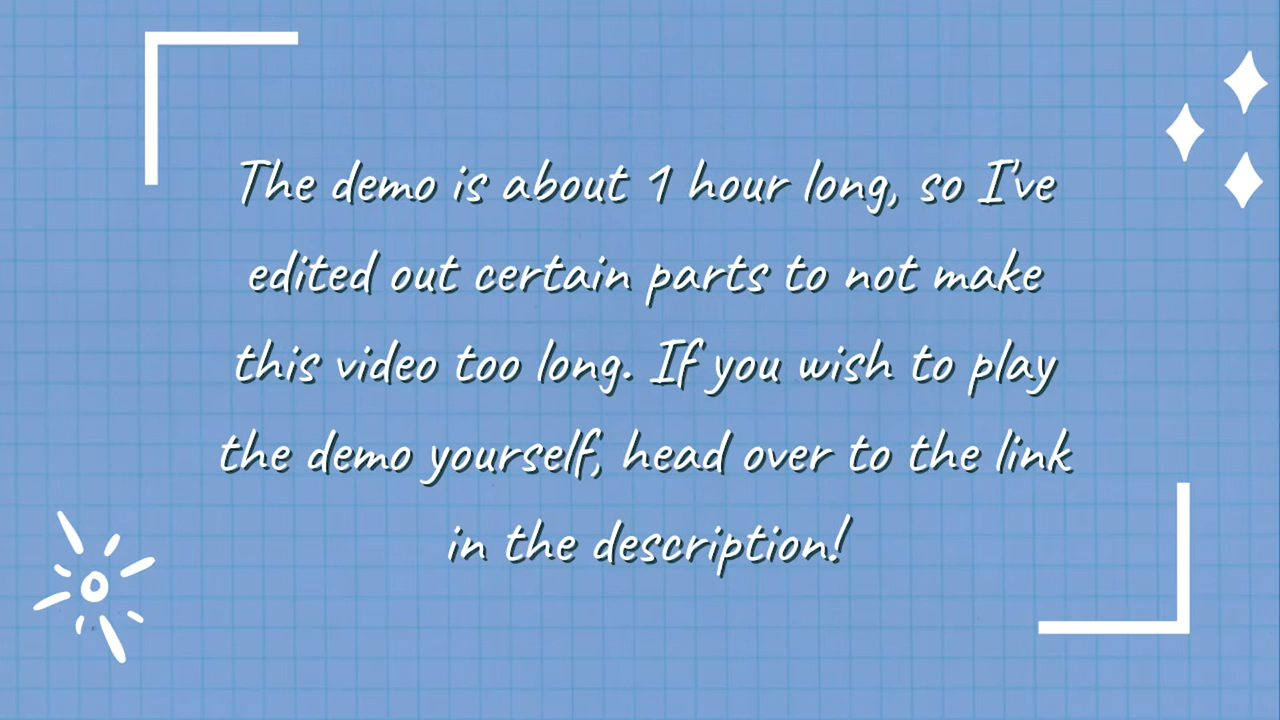 The demo is about 1 hour long, so I've
edited out certain parts to not make
this video too long. If you wish to play
the demo yourself, head over to the link
in the description!